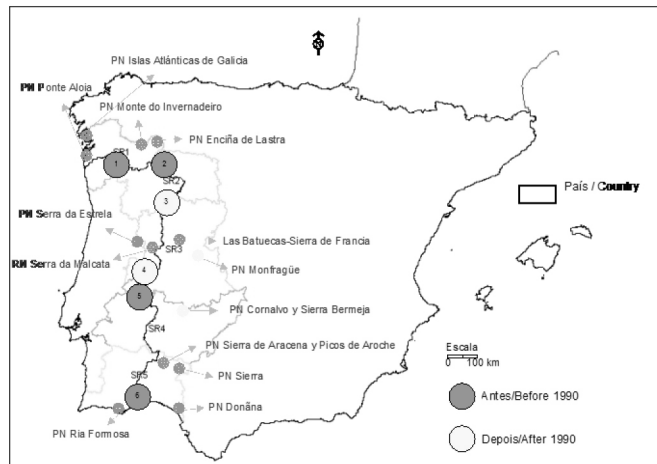 PN Islas Atlánticas de Galicia
PN Ponte Aloia
PN Monte do Invernadeiro
PN Enciña de Lastra
SR1
1
2
SR2
3
País / Country
PN Serra da Estrela
Las Batuecas-Sierra de Francia
SR3
RN Serra da Malcata
4
PN Monfragüe
5
PN Cornalvo y Sierra Bermeja
SR4
PN Sierra de Aracena y Picos de Aroche
Escala
0 100 km
SR5
PN Sierra
6
Antes/Before 1990
PN Donãna
PN Ria Formosa
Depois/After 1990